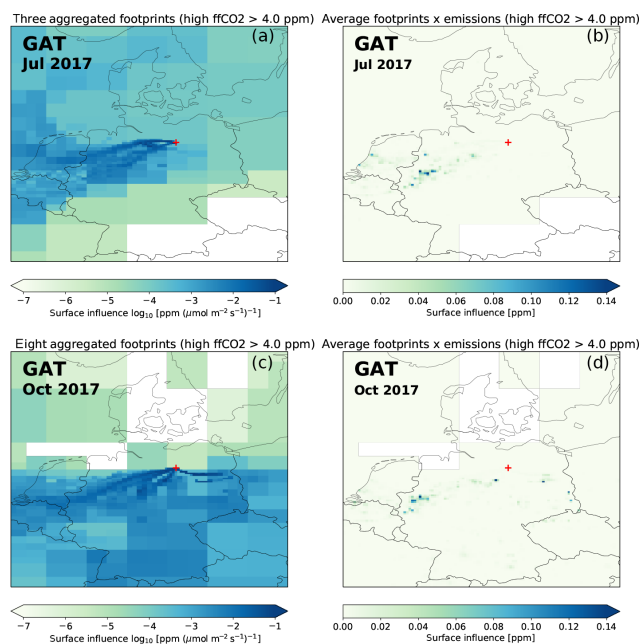 Three aggregated footprints (high ffCO2 > 4.0 ppm)
GAT
Jul 2017
(a)
−7 −6 −5 −4 −3 −2 −1
Surface influence log₁₀ [ppm (μmol m⁻² s⁻¹)⁻¹]
Average footprints x emissions (high ffCO2 > 4.0 ppm)
GAT
Jul 2017
(b)
0.00 0.02 0.04 0.06 0.08 0.10 0.12 0.14
Surface influence [ppm]
Eight aggregated footprints (high ffCO2 > 4.0 ppm)
GAT
Oct 2017
(c)
−7 −6 −5 −4 −3 −2 −1
Surface influence log₁₀ [ppm (μmol m⁻² s⁻¹)⁻¹]
Average footprints x emissions (high ffCO2 > 4.0 ppm)
GAT
Oct 2017
(d)
0.00 0.02 0.04 0.06 0.08 0.10 0.12 0.14
Surface influence [ppm]